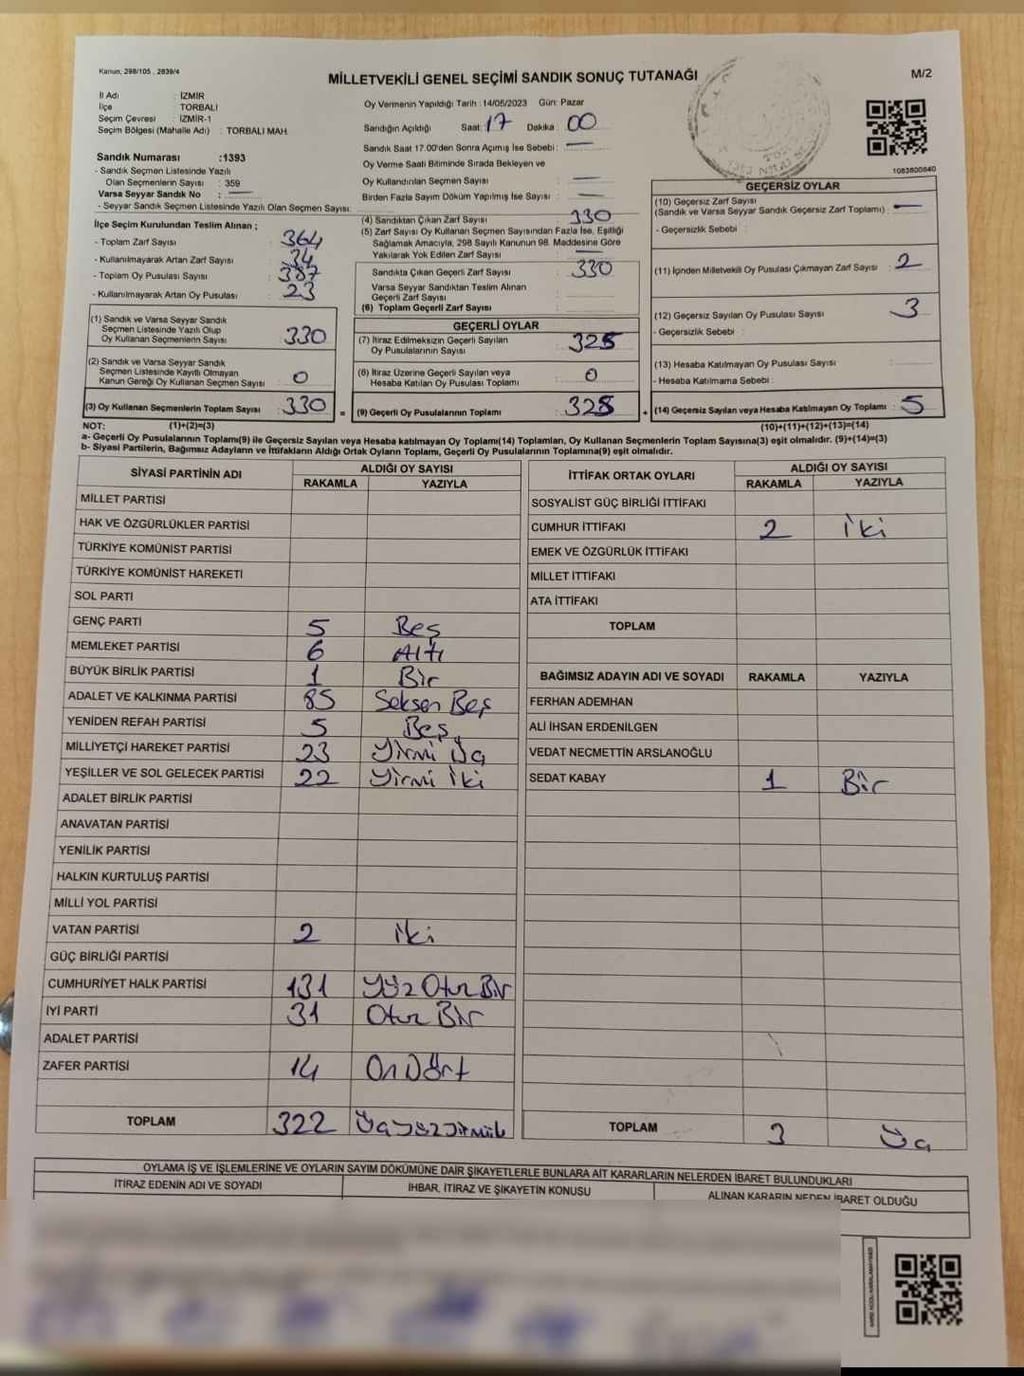 Kanun, 298/105 , 2839/4
MİLLETVEKİLİ GENEL SEÇİMİ SANDIK SONUÇ TUTANAĞI
M/2
İl Adı : İZMİR
İlçe : TORBALI
Seçim Çevresi : İZMİR-1
Seçim Bölgesi (Mahalle Adı) : TORBALI MAH.
Oy Vermenin Yapıldığı Tarih : 14/05/2023 Gün: Pazar
Sandığın Açıldığı Saat: 17 Dakika : 00
Sandık Saat 17.00'den Sonra Açımış İse Sebebi : —
Oy Verme Saati Bitiminde Sırada Bekleyen ve
Oy Kullandırılan Seçmen Sayısı : —
Birden Fazla Sayım Döküm Yapılmış İse Sayısı : —
1083800840
Sandık Numarası :1393
- Sandık Seçmen Listesinde Yazılı
Olan Seçmenlerin Sayısı : 359
Varsa Seyyar Sandık No : —
- Seyyar Sandık Seçmen Listesinde Yazılı Olan Seçmen Sayısı:
İlçe Seçim Kurulundan Teslim Alınan ;
- Toplam Zarf Sayısı : 364
- Kullanılmayarak Artan Zarf Sayısı : 34
- Toplam Oy Pusulası Sayısı : 387
- Kullanılmayarak Artan Oy Pusulası : 23
(1) Sandık ve Varsa Seyyar Sandık
Seçmen Listesinde Yazılı Olup
Oy Kullanan Seçmenlerin Sayısı : 330
(2) Sandık ve Varsa Seyyar Sandık
Seçmen Listesinde Kayıtlı Olmayan
Kanun Gereği Oy Kullanan Seçmen Sayısı : 0
(3) Oy Kullanan Seçmenlerin Toplam Sayısı : 330
(4) Sandıktan Çıkan Zarf Sayısı : 330
(5) Zarf Sayısı Oy Kullanan Seçmen Sayısından Fazla İse, Eşitliği
Sağlamak Amacıyla, 298 Sayılı Kanunun 98. Maddesine Göre
Yakılarak Yok Edilen Zarf Sayısı : —
Sandıkta Çıkan Geçerli Zarf Sayısı : 330
Varsa Seyyar Sandıktan Teslim Alınan
Geçerli Zarf Sayısı
(6) Toplam Geçerli Zarf Sayısı :
GEÇERLİ OYLAR
(7) İtiraz Edilmeksizin Geçerli Sayılan
Oy Pusulalarının Sayısı : 325
(8) İtiraz Üzerine Geçerli Sayılan veya
Hesaba Katılan Oy Pusulası Toplamı : 0
= (9) Geçerli Oy Pusulalarının Toplamı : 325
GEÇERSİZ OYLAR
(10) Geçersiz Zarf Sayısı
(Sandık ve Varsa Seyyar Sandık Geçersiz Zarf Toplamı) : —
- Geçersizlik Sebebi :
(11) İçinden Milletvekili Oy Pusulası Çıkmayan Zarf Sayısı : 2
(12) Geçersiz Sayılan Oy Pusulası Sayısı : 3
- Geçersizlik Sebebi :
(13) Hesaba Katılmayan Oy Pusulası Sayısı :
- Hesaba Katılmama Sebebi :
+ (14) Geçersiz Sayılan veya Hesaba Katılmayan Oy Toplamı : 5
NOT: (1)+(2)=(3) (10)+(11)+(12)+(13)=(14)
a- Geçerli Oy Pusulalarının Toplamı(9) ile Geçersiz Sayılan veya Hesaba katılmayan Oy Toplamı(14) Toplamları, Oy Kullanan Seçmenlerin Toplam Sayısına(3) eşit olmalıdır. (9)+(14)=(3)
b- Siyasi Partilerin, Bağımsız Adayların ve İttifakların Aldığı Ortak Oyların Toplamı, Geçerli Oy Pusulalarının Toplamına(9) eşit olmalıdır.
SİYASİ PARTİNİN ADI ALDIĞI OY SAYISI
RAKAMLA YAZIYLA
MİLLET PARTİSİ
HAK VE ÖZGÜRLÜKLER PARTİSİ
TÜRKİYE KOMÜNİST PARTİSİ
TÜRKİYE KOMÜNİST HAREKETİ
SOL PARTİ
GENÇ PARTİ 5 Beş
MEMLEKET PARTİSİ 6 Altı
BÜYÜK BİRLİK PARTİSİ 1 Bir
ADALET VE KALKINMA PARTİSİ 85 Seksen Beş
YENİDEN REFAH PARTİSİ 5 Beş
MİLLİYETÇİ HAREKET PARTİSİ 23 Yirmi Üç
YEŞİLLER VE SOL GELECEK PARTİSİ 22 Yirmi İki
ADALET BİRLİK PARTİSİ
ANAVATAN PARTİSİ
YENİLİK PARTİSİ
HALKIN KURTULUŞ PARTİSİ
MİLLİ YOL PARTİSİ
VATAN PARTİSİ 2 iki
GÜÇ BİRLİĞİ PARTİSİ
CUMHURİYET HALK PARTİSİ 131 Yüz Otuz Bir
İYİ PARTİ 31 Otuz Bir
ADALET PARTİSİ
ZAFER PARTİSİ 14 On Dört
TOPLAM 322
İTTİFAK ORTAK OYLARI ALDIĞI OY SAYISI
RAKAMLA YAZIYLA
SOSYALİST GÜÇ BİRLİĞİ İTTİFAKI
CUMHUR İTTİFAKI 2 İki
EMEK VE ÖZGÜRLÜK İTTİFAKI
MİLLET İTTİFAKI
ATA İTTİFAKI
TOPLAM
BAĞIMSIZ ADAYIN ADI VE SOYADI RAKAMLA YAZIYLA
FERHAN ADEMHAN
ALİ İHSAN ERDENİLGEN
VEDAT NECMETTİN ARSLANOĞLU
SEDAT KABAY 1 Bir
TOPLAM 3 Üç
OYLAMA İŞ VE İŞLEMLERİNE VE OYLARIN SAYIM DÖKÜMÜNE DAİR ŞİKAYETLERLE BUNLARA AİT KARARLARIN NELERDEN İBARET BULUNDUKLARI
İTİRAZ EDENİN ADI VE SOYADI İHBAR, İTİRAZ VE ŞİKAYETİN KONUSU ALINAN KARARIN NEDEN İBARET OLDUĞU